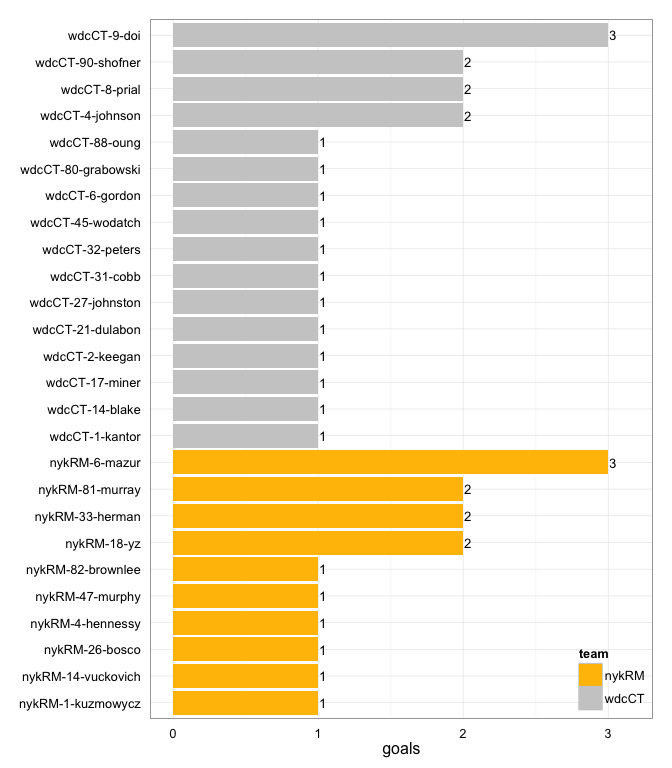 wdcCT-9-doi 3
wdcCT-90-shofner 2
wdcCT-8-prial 2
wdcCT-4-johnson 2
wdcCT-88-oung 1
wdcCT-80-grabowski 1
wdcCT-6-gordon 1
wdcCT-45-wodatch 1
wdcCT-32-peters 1
wdcCT-31-cobb 1
wdcCT-27-johnston 1
wdcCT-21-dulabon 1
wdcCT-2-keegan 1
wdcCT-17-miner 1
wdcCT-14-blake 1
wdcCT-1-kantor 1
nykRM-6-mazur 3
nykRM-81-murray 2
nykRM-33-herman 2
nykRM-18-yz 2
nykRM-82-brownlee 1
nykRM-47-murphy 1
nykRM-4-hennessy 1
nykRM-26-bosco 1
nykRM-14-vuckovich 1
nykRM-1-kuzmowycz 1
team
nykRM
wdcCT
0 1 2 3
goals